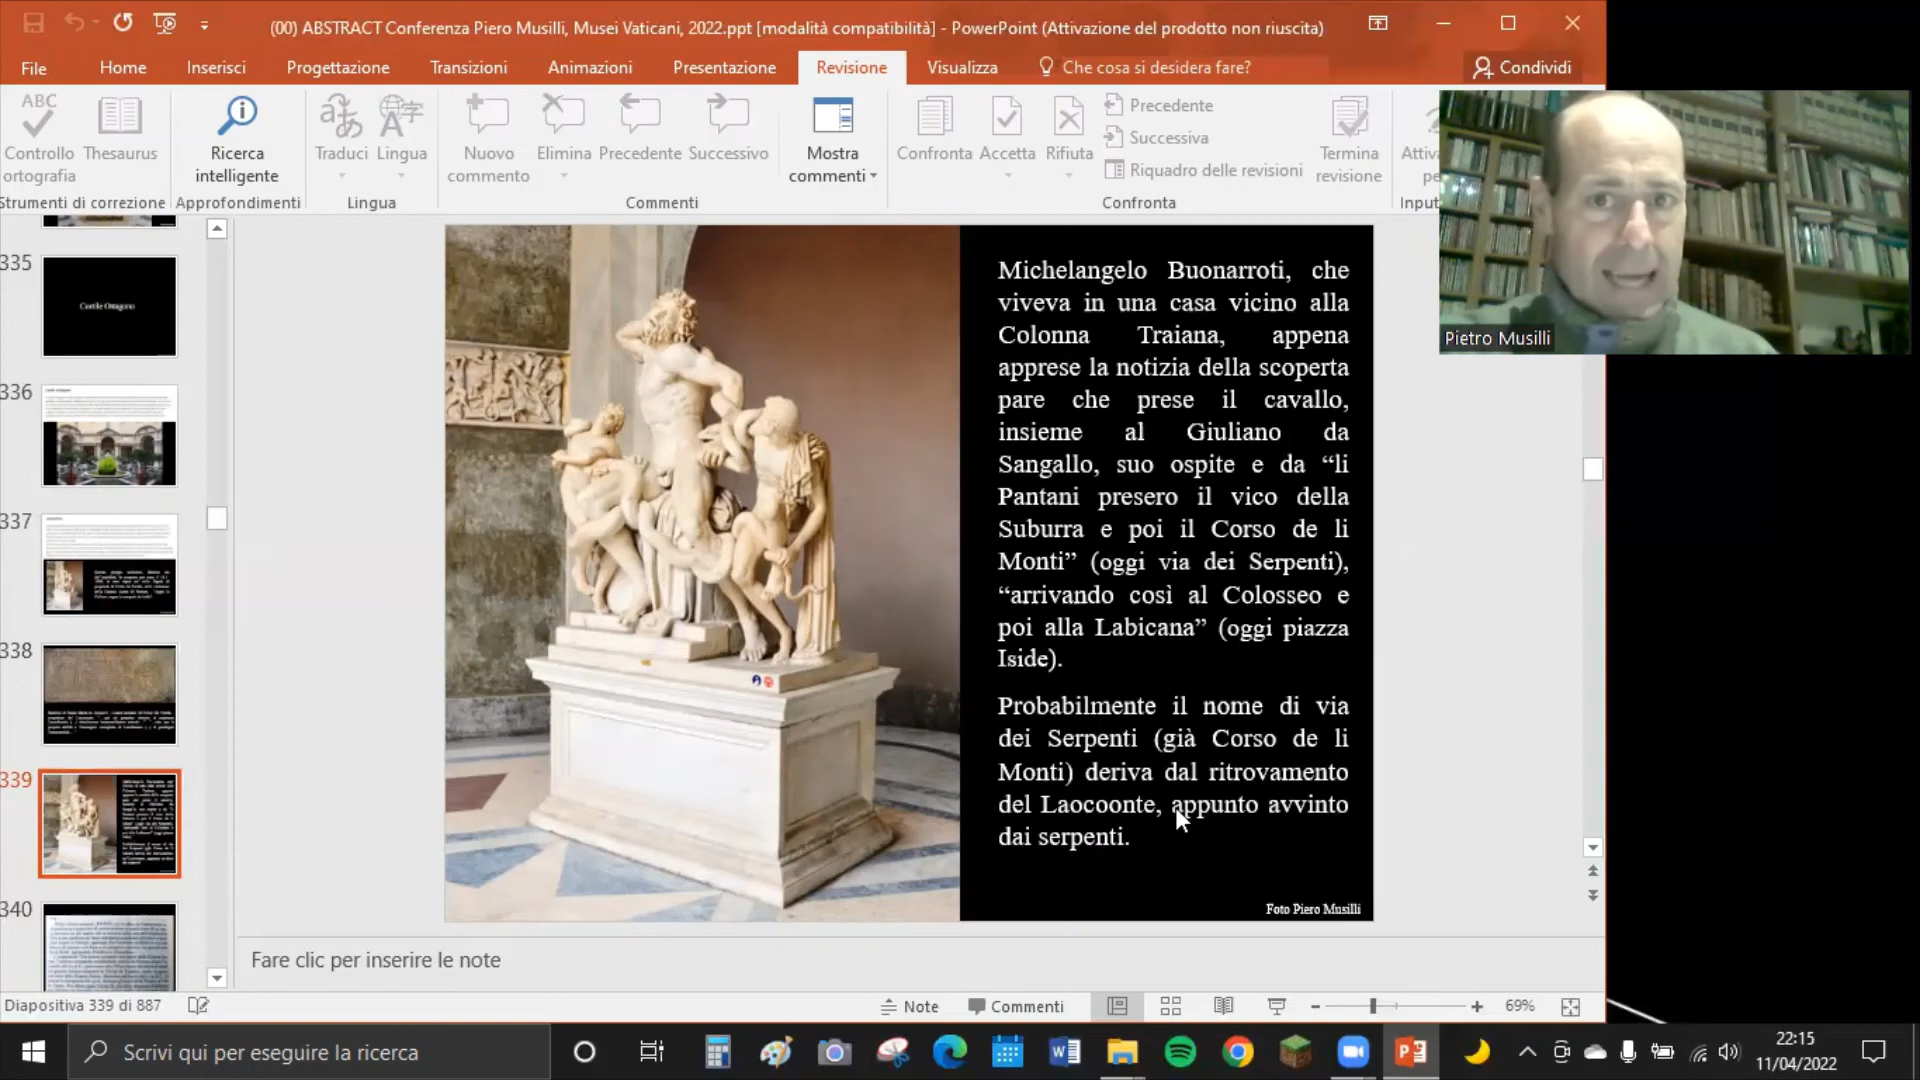 (00) ABSTRACT Conferenza Piero Musilli, Musei Vaticani, 2022.ppt [modalità compatibilità] - PowerPoint (Attivazione del prodotto non riuscita)
File Home Inserisci Progettazione Transizioni Animazioni Presentazione Revisione Visualizza Che cosa si desidera fare? Condividi
ABC
Controllo
ortografia
Thesaurus
Ricerca
intelligente
Traduci
Lingua
Nuovo
commento
Elimina
Precedente
Successivo
Mostra
commenti
Confronta
Accetta
Rifiuta
Precedente
Successiva
Riquadro delle revisioni
Termina
revisione
Strumenti di correzione Approfondimenti Lingua Commenti Confronta
Pietro Musilli
335
Cortile Ottagono
336
337
338
339
340
Michelangelo Buonarroti, che
viveva in una casa vicino alla
Colonna Traiana, appena
apprese la notizia della scoperta
pare che prese il cavallo,
insieme al Giuliano da
Sangallo, suo ospite e da “li
Pantani presero il vico della
Suburra e poi il Corso de li
Monti” (oggi via dei Serpenti),
“arrivando così al Colosseo e
poi alla Labicana” (oggi piazza
Iside).
Probabilmente il nome di via
dei Serpenti (già Corso de li
Monti) deriva dal ritrovamento
del Laocoonte, appunto avvinto
dai serpenti.
Foto Piero Musilli
Fare clic per inserire le note
Diapositiva 339 di 887
Note Commenti 69%
Scrivi qui per eseguire la ricerca
22:15
11/04/2022